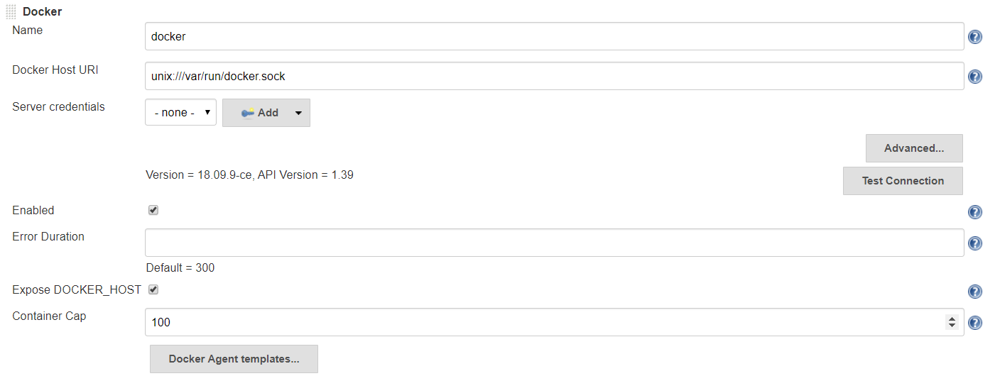 Docker
Name
docker
Docker Host URI
unix:///var/run/docker.sock
Server credentials
- none -
Add
Advanced...
Version = 18.09.9-ce, API Version = 1.39
Test Connection
Enabled
Error Duration
Default = 300
Expose DOCKER_HOST
Container Cap
100
Docker Agent templates...